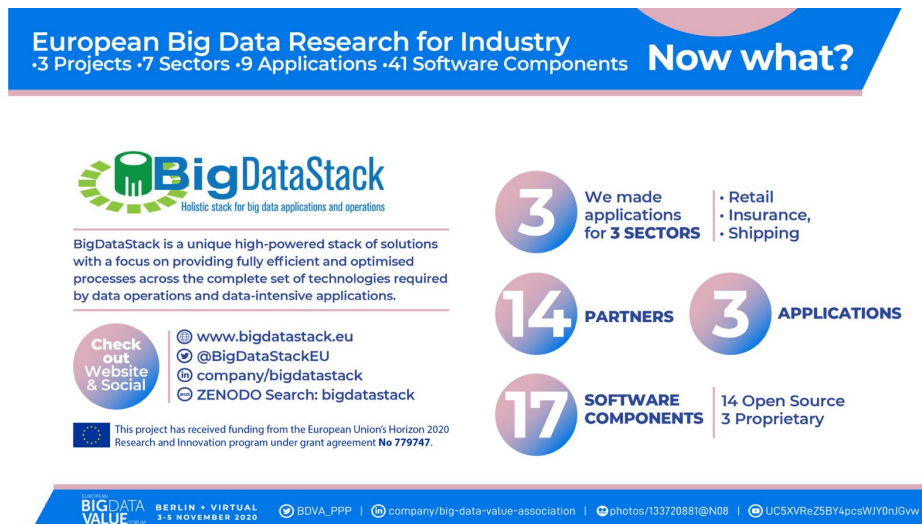 European Big Data Research for Industry
•3 Projects •7 Sectors •9 Applications •41 Software Components
Now what?
BigDataStack
Holistic stack for big data applications and operations
BigDataStack is a unique high-powered stack of solutions
with a focus on providing fully efficient and optimised
processes across the complete set of technologies required
by data operations and data-intensive applications.
Check
out
Website
& Social
www.bigdatastack.eu
@BigDataStackEU
company/bigdatastack
ZENODO Search: bigdatastack
This project has received funding from the European Union's Horizon 2020
Research and Innovation program under grant agreement No 779747.
3
We made
applications
for 3 SECTORS
• Retail
• Insurance,
• Shipping
14
PARTNERS
3
APPLICATIONS
17
SOFTWARE
COMPONENTS
14 Open Source
3 Proprietary
EUROPEAN
BIGDATA
VALUE FORUM
BERLIN + VIRTUAL
3-5 NOVEMBER 2020
BDVA_PPP | company/big-data-value-association | photos/133720881@N08 | UC5XVReZ5BY4pcsWJY0nJGvw